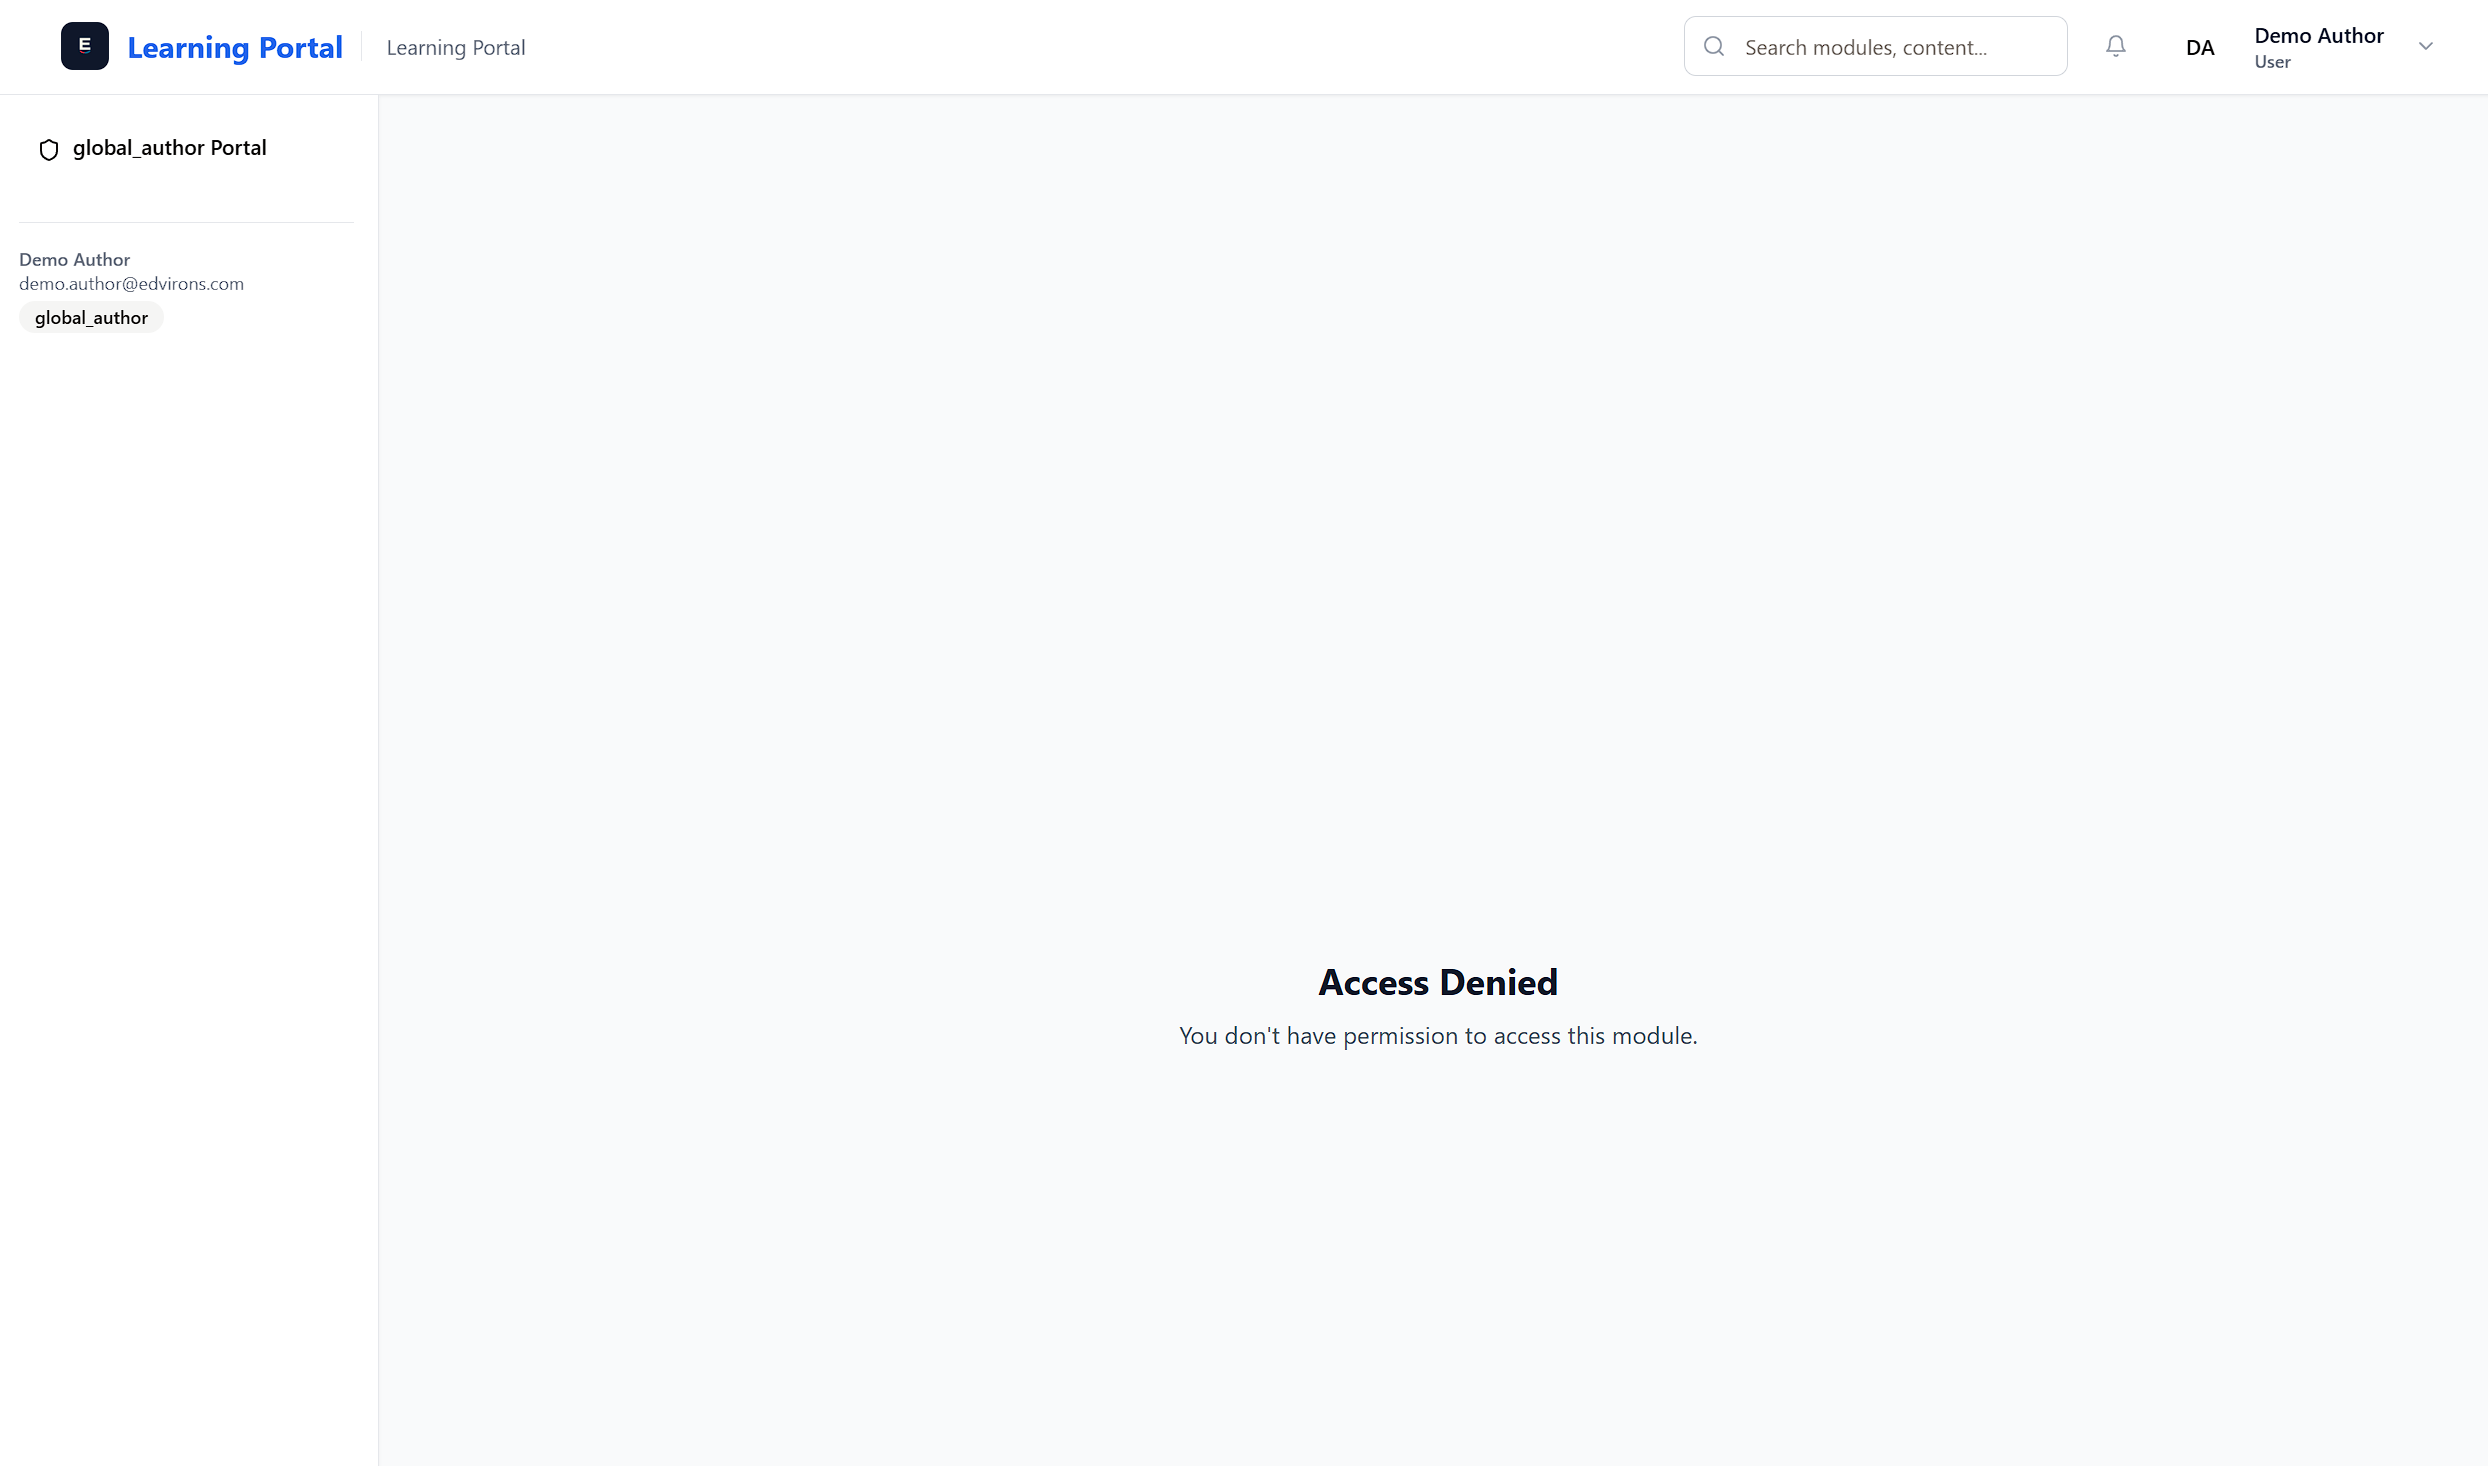 E
Learning Portal
Learning Portal
Search modules, content...
DA
Demo Author
User
global_author Portal
Demo Author
demo.author@edvirons.com
global_author
Access Denied
You don't have permission to access this module.